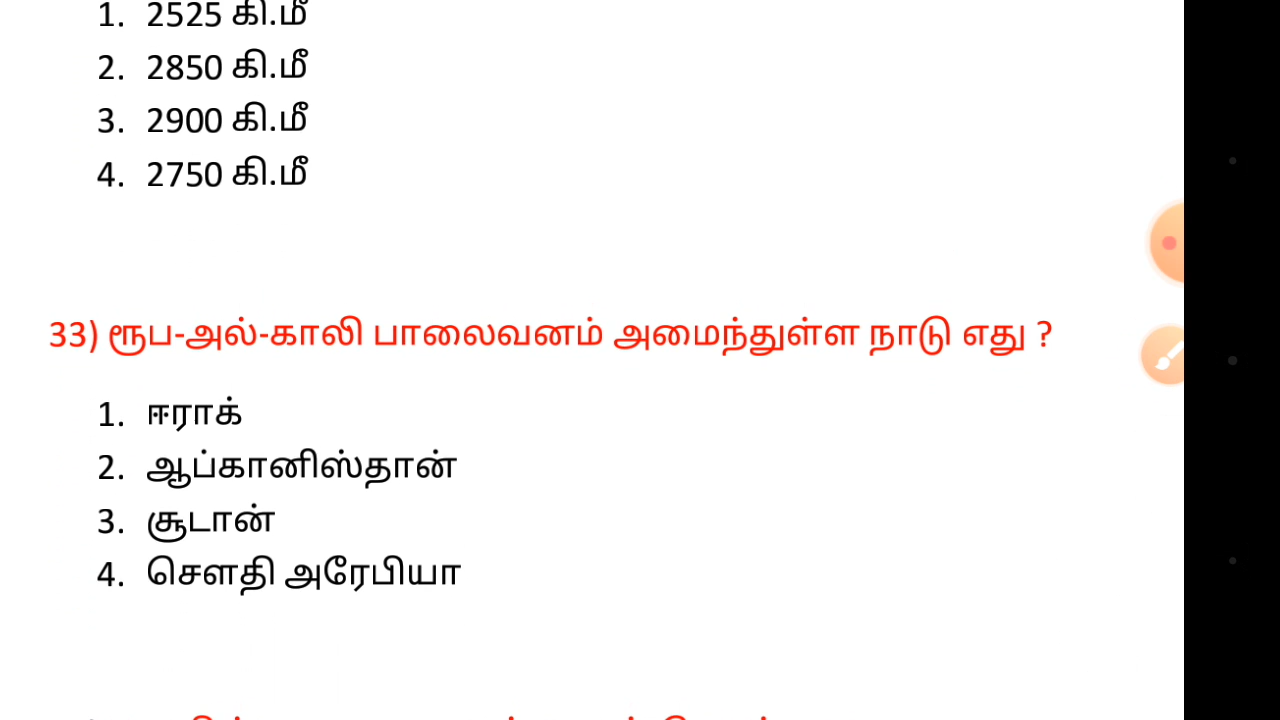 1. 2525 கி.மீ
2. 2850 கி.மீ
3. 2900 கி.மீ
4. 2750 கி.மீ
33) ரூப-அல்-காலி பாலைவனம் அமைந்துள்ள நாடு எது ?
1. ஈராக்
2. ஆப்கானிஸ்தான்
3. சூடான்
4. சௌதி அரேபியா